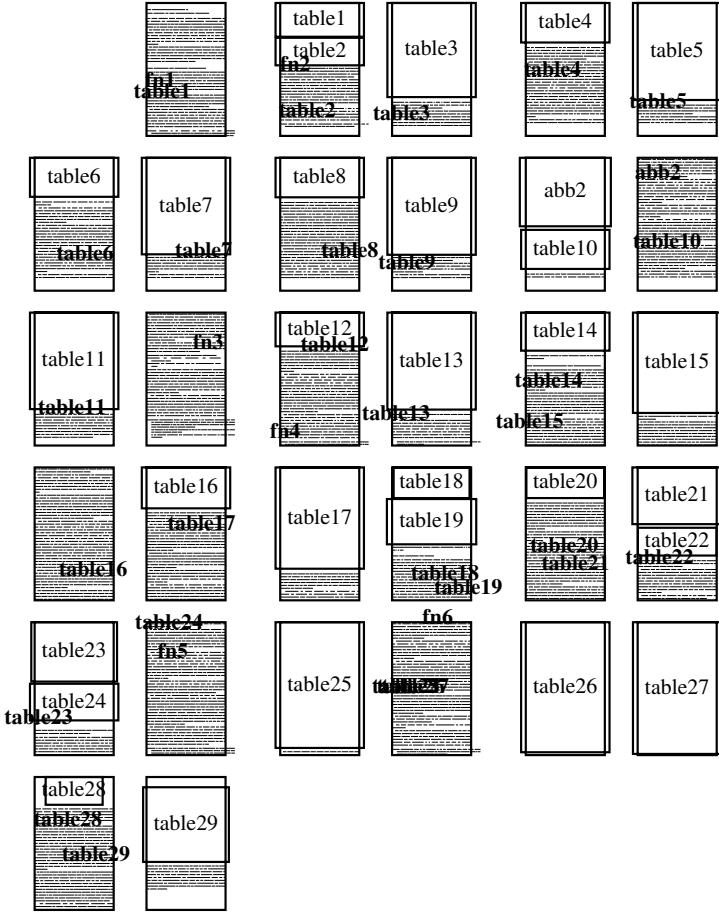 table1
table2
table3
table4
table5
fn2
table4
fn1
table1
table2
table3
table5
table6
table7
table8
table9
abb2
table10
abb2
table6
table7
table8
table9
table10
table11
table12
table13
table14
table15
fn3
table12
table14
table11
table13
table15
fn4
table16
table17
table18
table19
table20
table21
table22
table17
table20
table21
table22
table16
table18
table19
table23
table24
table24
fn5
table25
fn6
table26
table27
table23
table28
table29
table28
table29